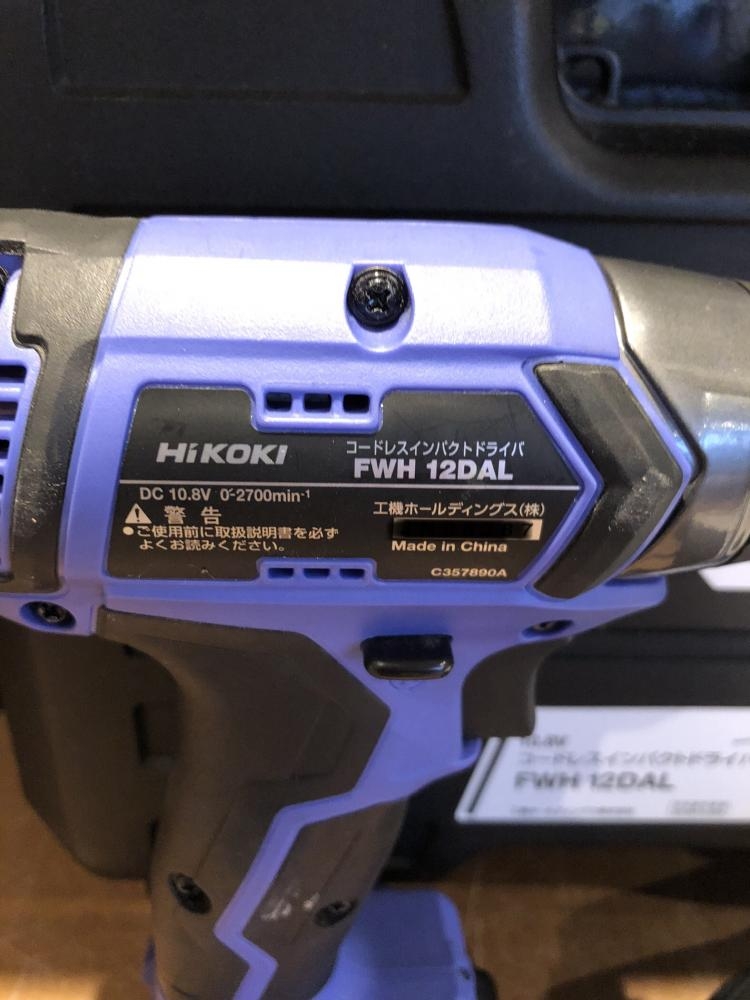 HiKOKI
コードレスインパクトドライバ
FWH 12DAL
DC 10.8V 0-2700min⁻¹
警告
●ご使用前に取扱説明書を必ず
よくお読みください。
工機ホールディングス(株)
7
Made in China
C357890A
10.8V
コードレスインパクトドライバ
FWH 12DAL